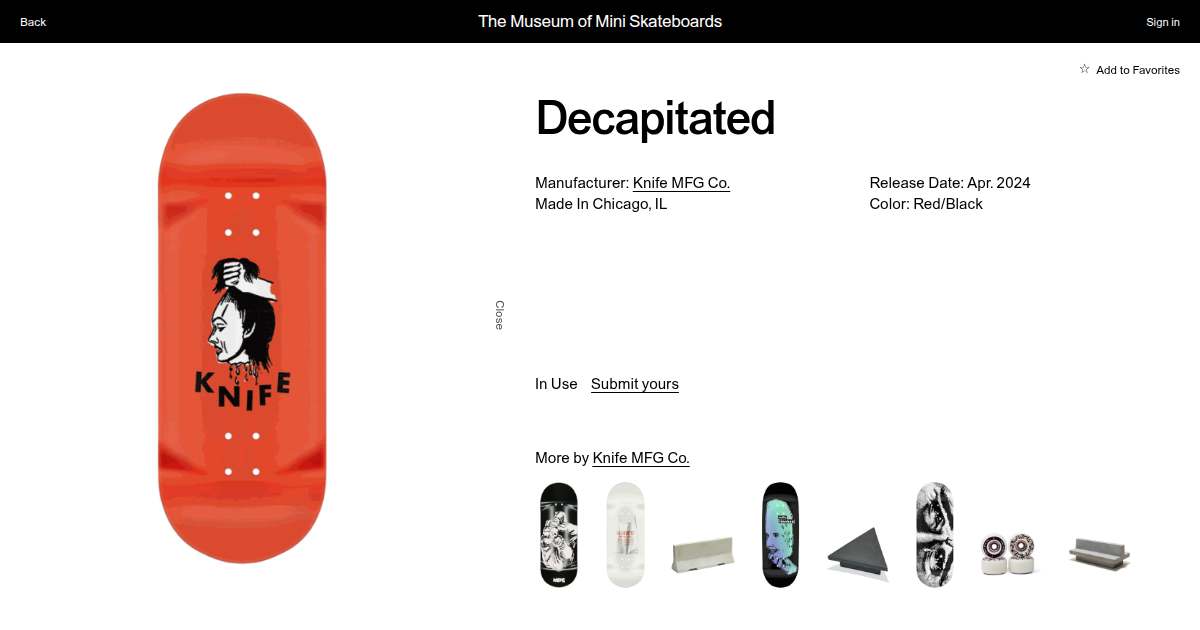 Back
The Museum of Mini Skateboards
Sign in
☆ Add to Favorites
Decapitated
Manufacturer: Knife MFG Co.
Made In Chicago, IL
Release Date: Apr. 2024
Color: Red/Black
KNIFE
Close
In Use Submit yours
More by Knife MFG Co.